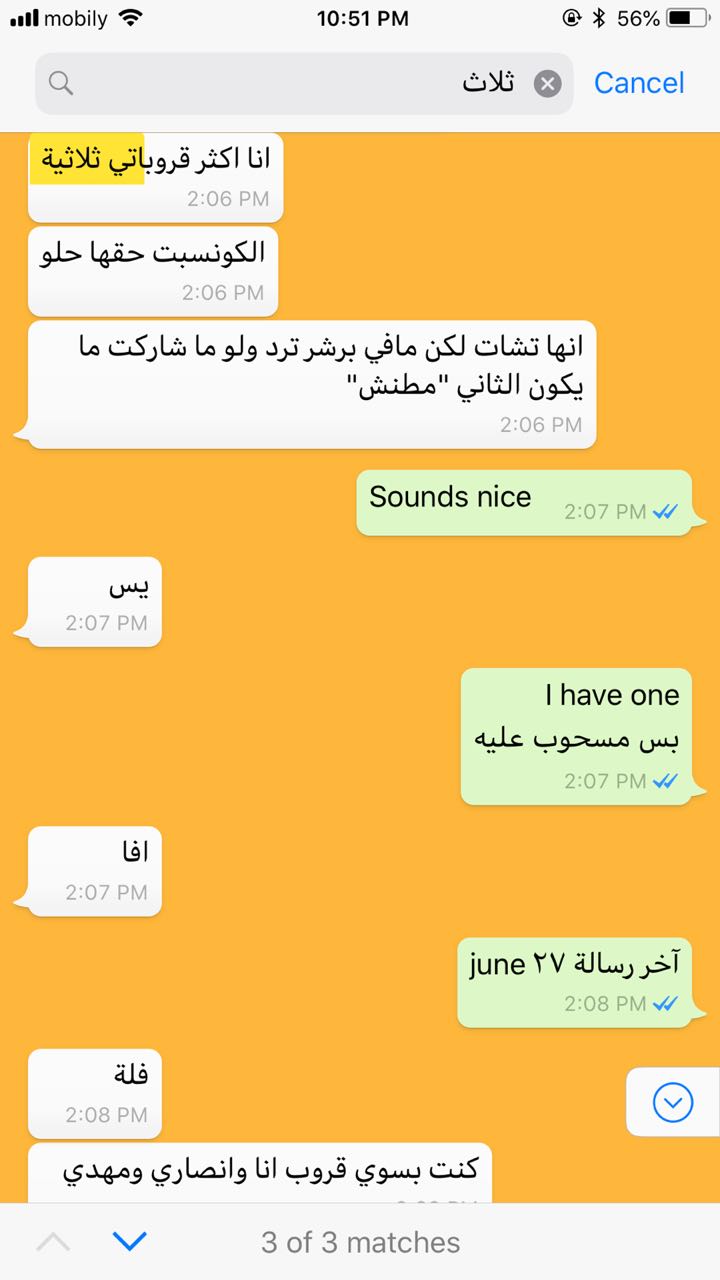 mobily
10:51 PM
56%
ثلاث
Cancel
انا اكثر قروباتي ثلاثية
2:06 PM
الكونسبت حقها حلو
2:06 PM
انها تشات لكن مافي برشر ترد ولو ما شاركت ما
يكون الثاني "مطنش"
2:06 PM
Sounds nice
2:07 PM
يس
2:07 PM
I have one
بس مسحوب عليه
2:07 PM
افا
2:07 PM
آخر رسالة ٢٧ june
2:08 PM
فلة
2:08 PM
كنت بسوي قروب انا وانصاري ومهدي
3 of 3 matches